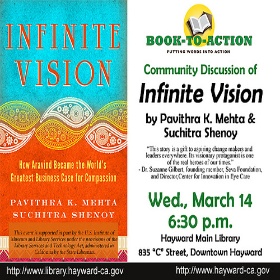 INFINITE
VISION
How Aravind Became the World's
Greatest Business Case for Compassion
PAVITHRA K. MEHTA
SUCHITRA SHENOY
http://www.library.hayward-ca.gov
BOOK-TO-ACTION
PUTTING WORDS INTO ACTION
Community Discussion of
Infinite Vision
by Pavithra K. Mehta &
Suchitra Shenoy
"This story is a gift to aspiring change makers and
leaders everywhere. Its visionary protagonist is one
of the real heroes of our times."
- Dr. Suzanne Gilbert, founding member, Seva Foundation,
and Director, Center for Innovation in Eye Care
Wed., March 14
6:30 p.m.
Hayward Main Library
835 "C" Street, Downtown Hayward
http://www.hayward-ca.gov